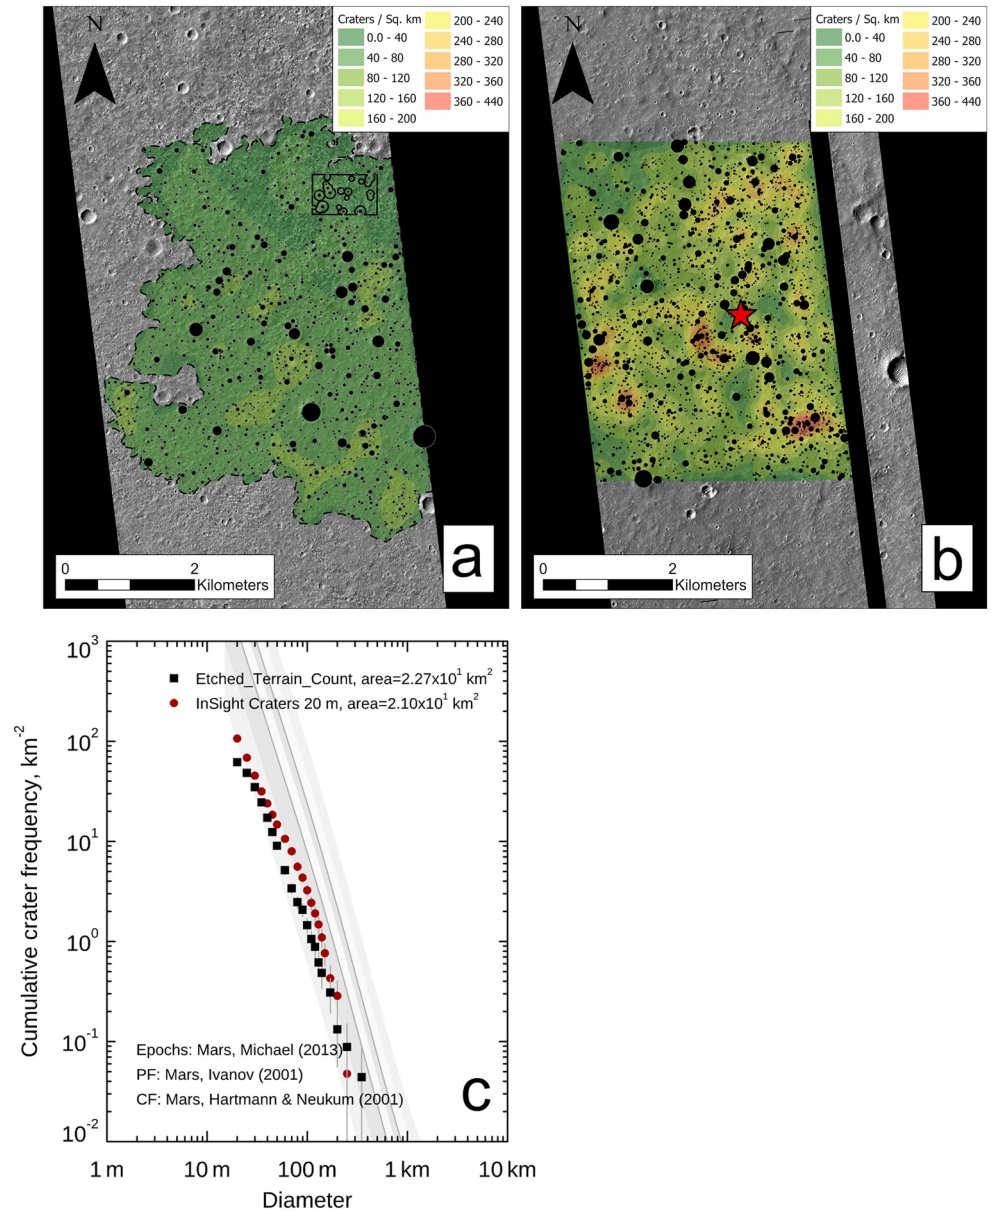 N
Craters / Sq. km
0.0 - 40
40 - 80
80 - 120
120 - 160
160 - 200
200 - 240
240 - 280
280 - 320
320 - 360
360 - 440
0 2
Kilometers
a
N
Craters / Sq. km
0.0 - 40
40 - 80
80 - 120
120 - 160
160 - 200
200 - 240
240 - 280
280 - 320
320 - 360
360 - 440
0 2
Kilometers
b
Cumulative crater frequency, km⁻²
10³
10²
10¹
10⁰
10⁻¹
10⁻²
Etched_Terrain_Count, area=2.27x10¹ km²
InSight Craters 20 m, area=2.10x10¹ km²
Epochs: Mars, Michael (2013)
PF: Mars, Ivanov (2001)
CF: Mars, Hartmann & Neukum (2001)
c
1 m 10 m 100 m 1 km 10 km
Diameter